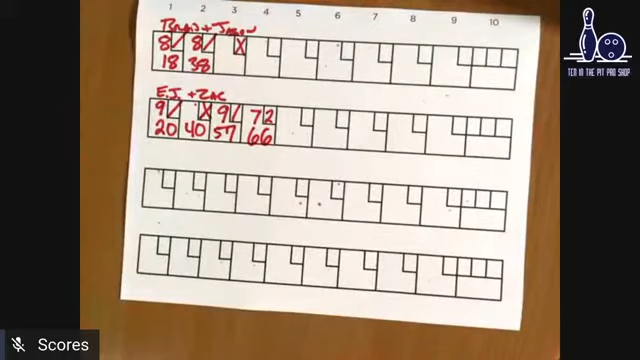 1 2 3 4 5 6 7 8 9 10
BRAD + JASON
8/ 8/ X
18 38
E.J. + ZAC
9/ X 9/ 72
20 40 57 66
TEN IN THE PIT PRO SHOP
Scores